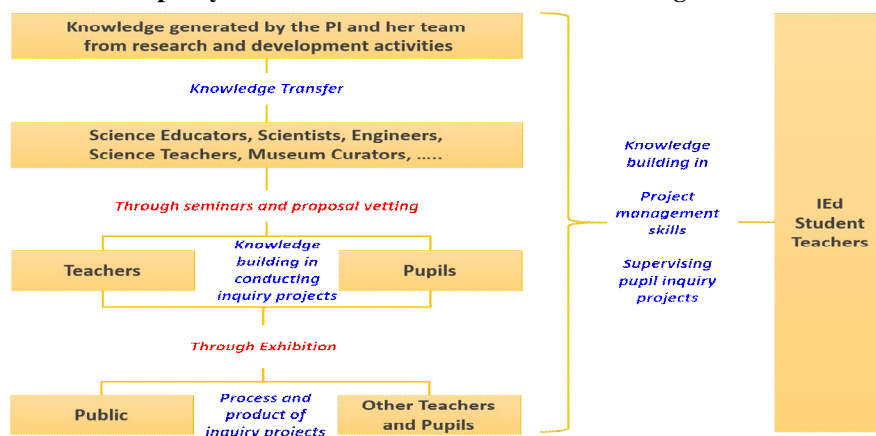 Knowledge generated by the PI and her team
from research and development activities
Knowledge Transfer
Science Educators, Scientists, Engineers,
Science Teachers, Museum Curators, .....
Through seminars and proposal vetting
Teachers
Knowledge
building in
conducting
inquiry projects
Pupils
Through Exhibition
Public
Process and
product of
inquiry projects
Other Teachers
and Pupils
Knowledge
building in
Project
management
skills
Supervising
pupil inquiry
projects
IEd
Student
Teachers